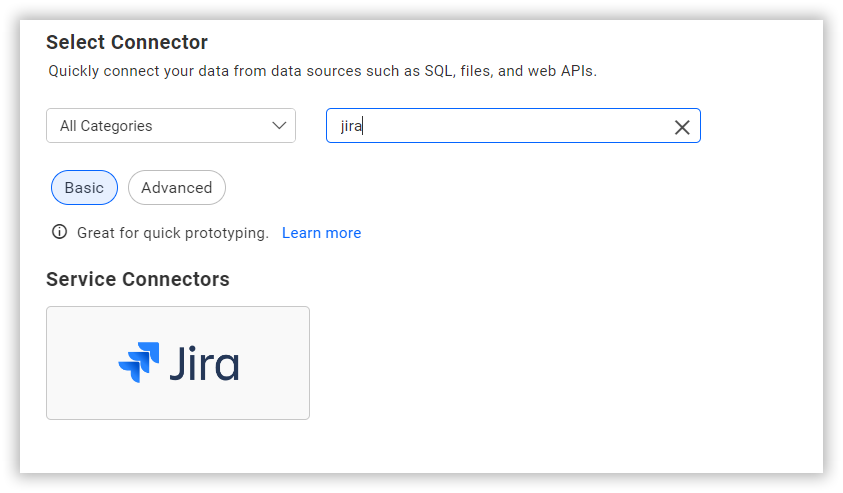 Select Connector
Quickly connect your data from data sources such as SQL, files, and web APIs.
All Categories
jira
Basic Advanced
Great for quick prototyping. Learn more
Service Connectors
Jira